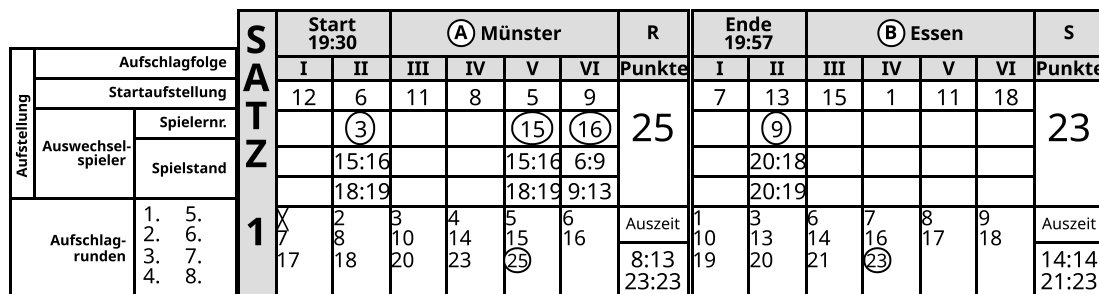 SATZ 1
Start 19:30
A Münster
R
Ende 19:57
B Essen
S
Aufstellung
Aufschlagfolge
I II III IV V VI Punkte I II III IV V VI Punkte
Startaufstellung
12 6 11 8 5 9 25 7 13 15 1 11 18 23
Auswechsel-
spieler
Spielernr.
3 15 16 9
Spielstand
15:16 15:16 6:9 20:18
18:19 18:19 9:13 20:19
Aufschlag-
runden
1. 5.
2. 6.
3. 7.
4. 8.
X 2 3 4 5 6 Auszeit 1 3 6 7 8 9 Auszeit
7 8 10 14 15 16 10 13 14 16 17 18
17 18 20 23 25 8:13 19 20 21 23 14:14
23:23 21:23